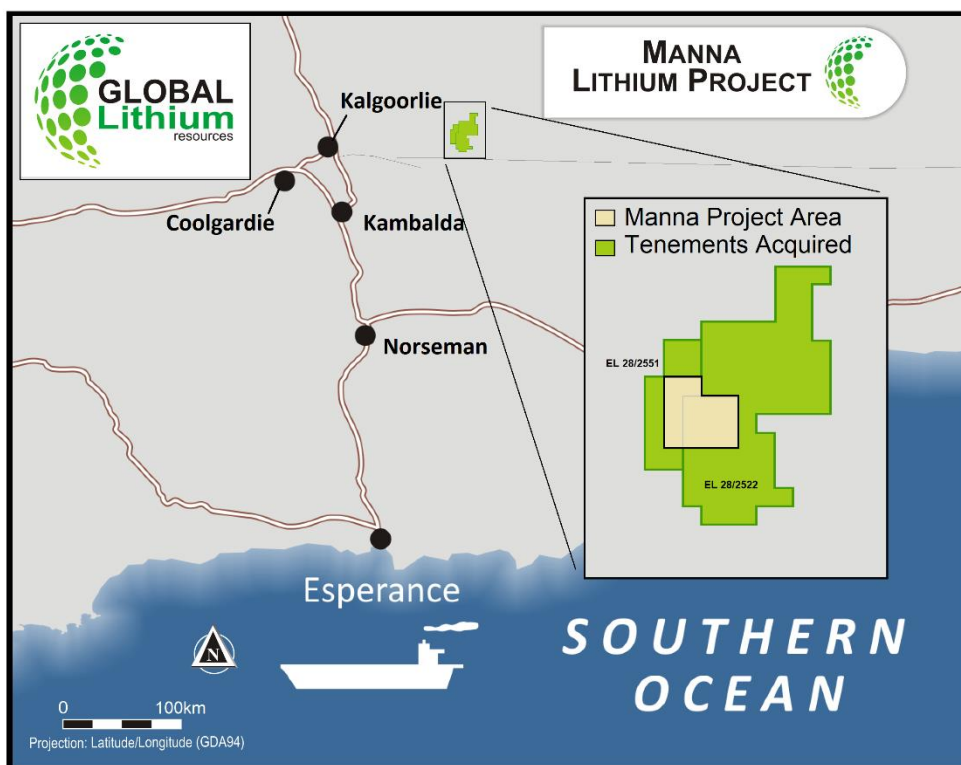 GLOBAL
Lithium
resources
MANNA
LITHIUM PROJECT
Kalgoorlie
Coolgardie
Kambalda
Norseman
Manna Project Area
Tenements Acquired
EL 28/2551
EL 28/2522
Esperance
SOUTHERN
OCEAN
N
0 100km
Projection: Latitude/Longitude (GDA94)